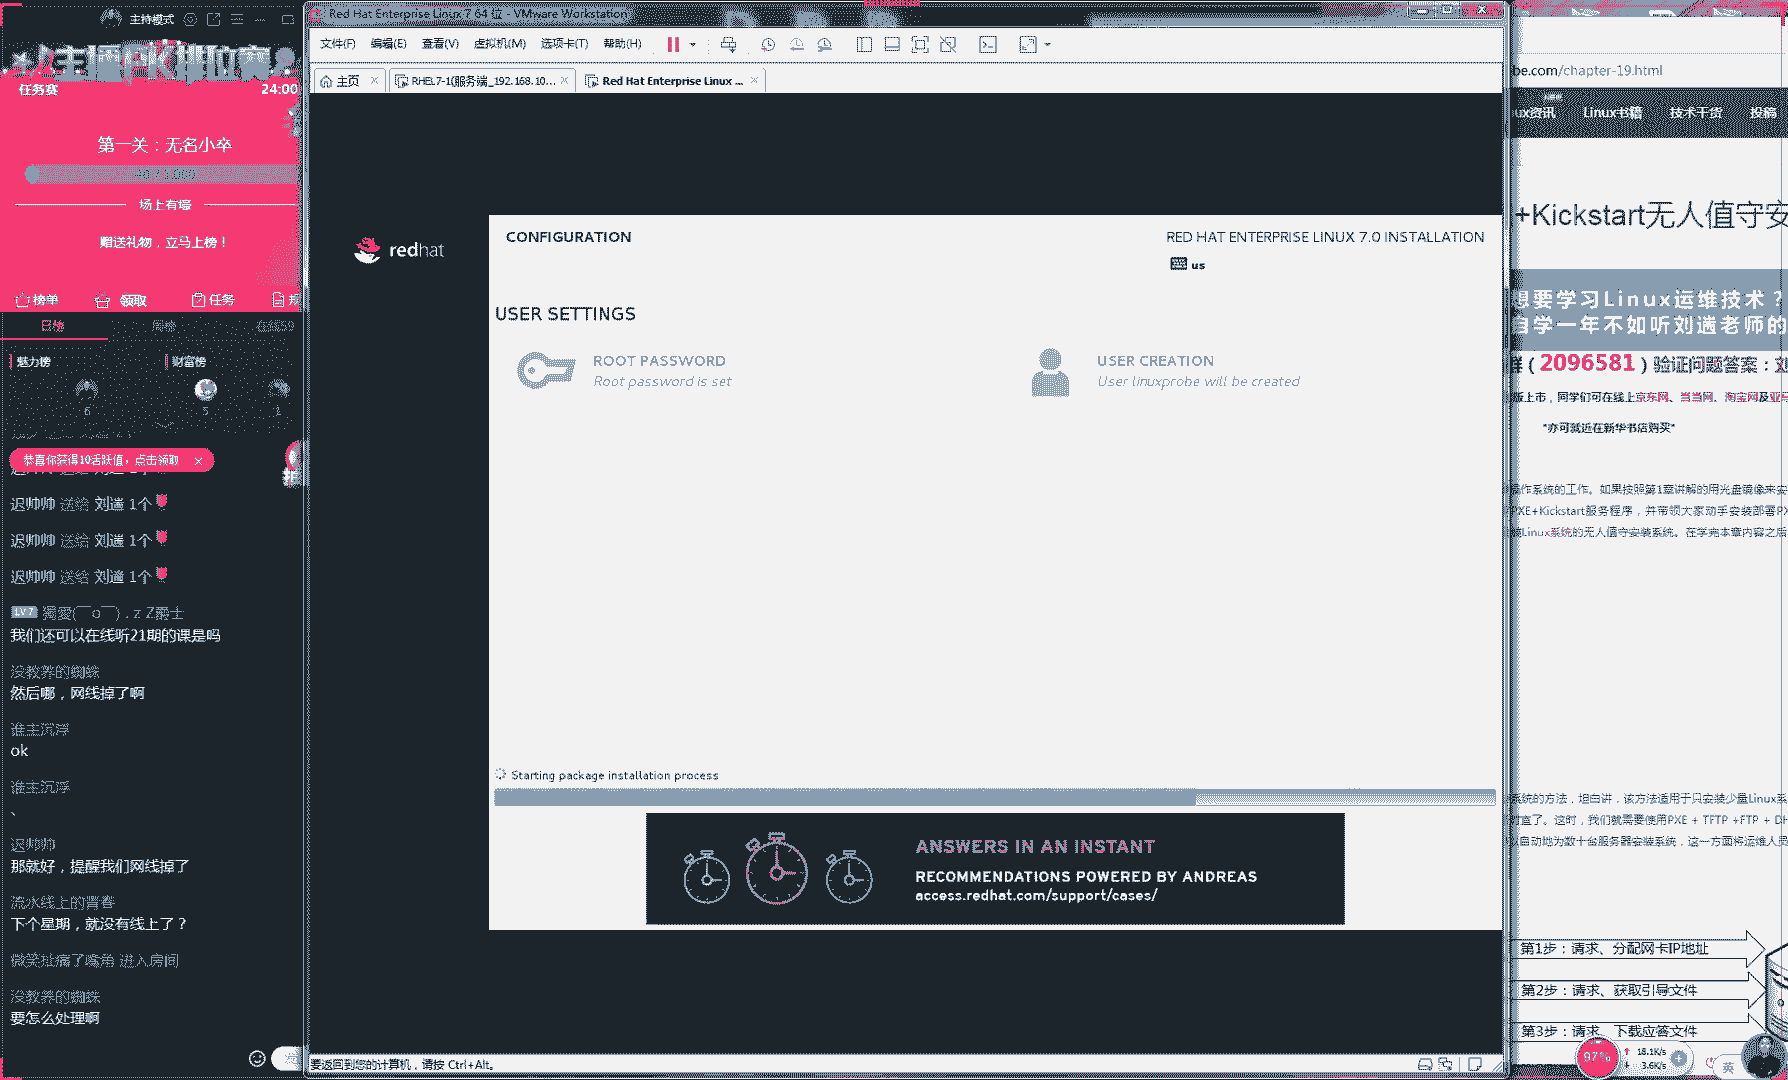 主持模式
主播PK排位赛
任务赛
24:00
第一关：无名小卒
场上有壕
赠送礼物，立马上榜！
榜单
领取
任务
日榜
周榜
魅力榜
财富榜
6
5
1
恭喜你获得10活跃值，点击领取
迟帅帅 送给 刘遄 1个
迟帅帅 送给 刘遄 1个
迟帅帅 送给 刘遄 1个
LV 7
我们还可以在线听21期的课是吗
没教养的蜘蛛
然后哪，网线掉了啊
谁主沉浮
ok
谁主沉浮
、
迟帅帅
那就好，提醒我们网线掉了
流水线上的青春
下个星期，就没有线上了？
微笑扯痛了嘴角 进入房间
没教养的蜘蛛
要怎么处理啊
Red Hat Enterprise Linux 7 64 位 - VMware Workstation
文件(F)
编辑(E)
查看(V)
虚拟机(M)
选项卡(T)
帮助(H)
主页
RHEL7-1(服务端_192.168.10...
Red Hat Enterprise Linux ...
redhat
CONFIGURATION
RED HAT ENTERPRISE LINUX 7.0 INSTALLATION
us
USER SETTINGS
ROOT PASSWORD
Root password is set
USER CREATION
User linuxprobe will be created
Starting package installation process
ANSWERS IN AN INSTANT
RECOMMENDATIONS POWERED BY ANDREAS
access.redhat.com/support/cases/
要返回到您的计算机，请按 Ctrl+Alt。
be.com/chapter-19.html
ux资讯
Linux书籍
技术干货
投稿
+Kickstart无人值守安
想要学习Linux运维技术？
自学一年不如听刘遄老师的
群（2096581）验证问题答案：刘
版上市，同学们可在线上京东网、当当网、淘宝网及亚马
*亦可就近在新华书店购买*
操作系统的工作。如果按照第1章讲解的用光盘镜像来安
PXE+Kickstart服务程序，并带领大家动手安装部署PX
Linux系统的无人值守安装系统。在学完本章内容之后
系统的方法，坦白讲，该方法适用于只安装少量Linux系
时宜了。这时，我们就需要使用PXE + TFTP +FTP + DH
以自动地为数十台服务器安装系统，这一方面将运维人员
第1步：请求、分配网卡IP地址
第2步：请求、获取引导文件
第3步：请求、下载应答文件
97%
18.1K/s
3.6K/s
英